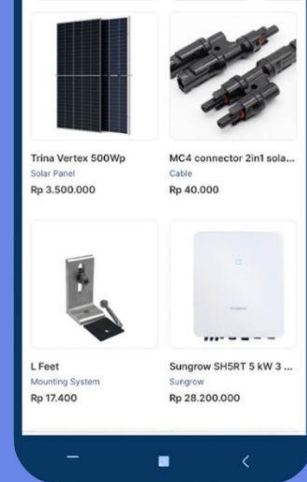 Trina Vertex 500Wp
Solar Panel
Rp 3.500.000
MC4 connector 2in1 sola...
Cable
Rp 40.000
L Feet
Mounting System
Rp 17.400
Sungrow SH5RT 5 kW 3 ...
Sungrow
Rp 28.200.000